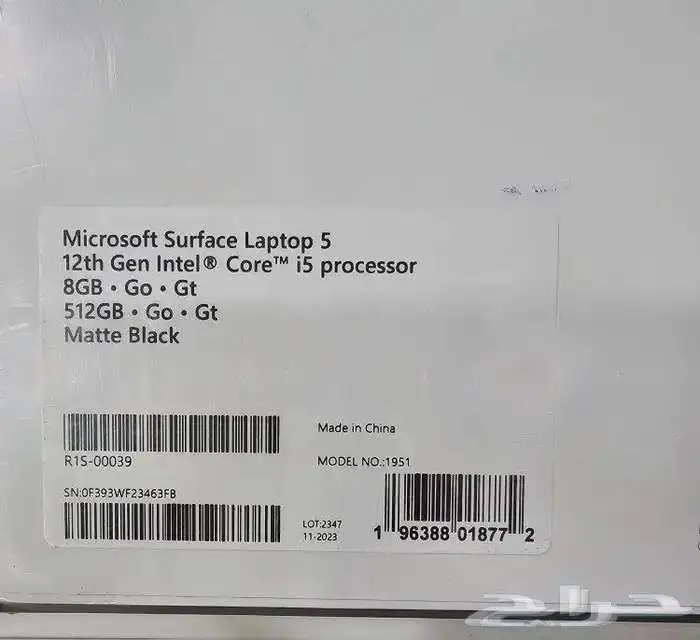 Microsoft Surface Laptop 5
12th Gen Intel® Core™ i5 processor
8GB • Go • Gt
512GB • Go • Gt
Matte Black
Made in China
R1S-00039
MODEL NO.:1951
SN:0F393WF23463FB
LOT:2347
11-2023
1 96388 01877 2
حراج